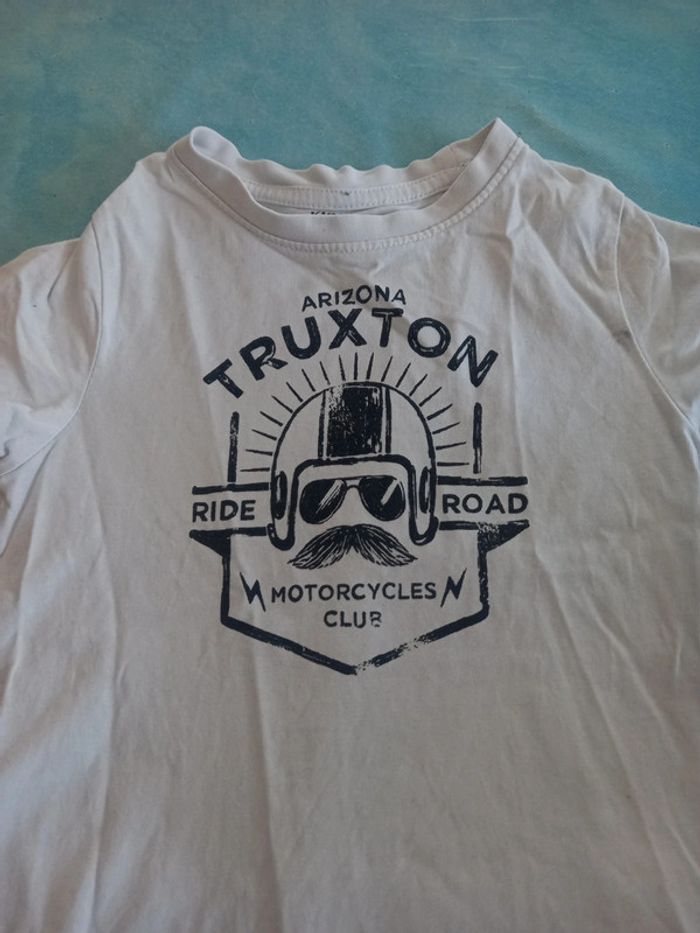 ARIZONA
TRUXTON
RIDE ROAD
MOTORCYCLES
CLUB